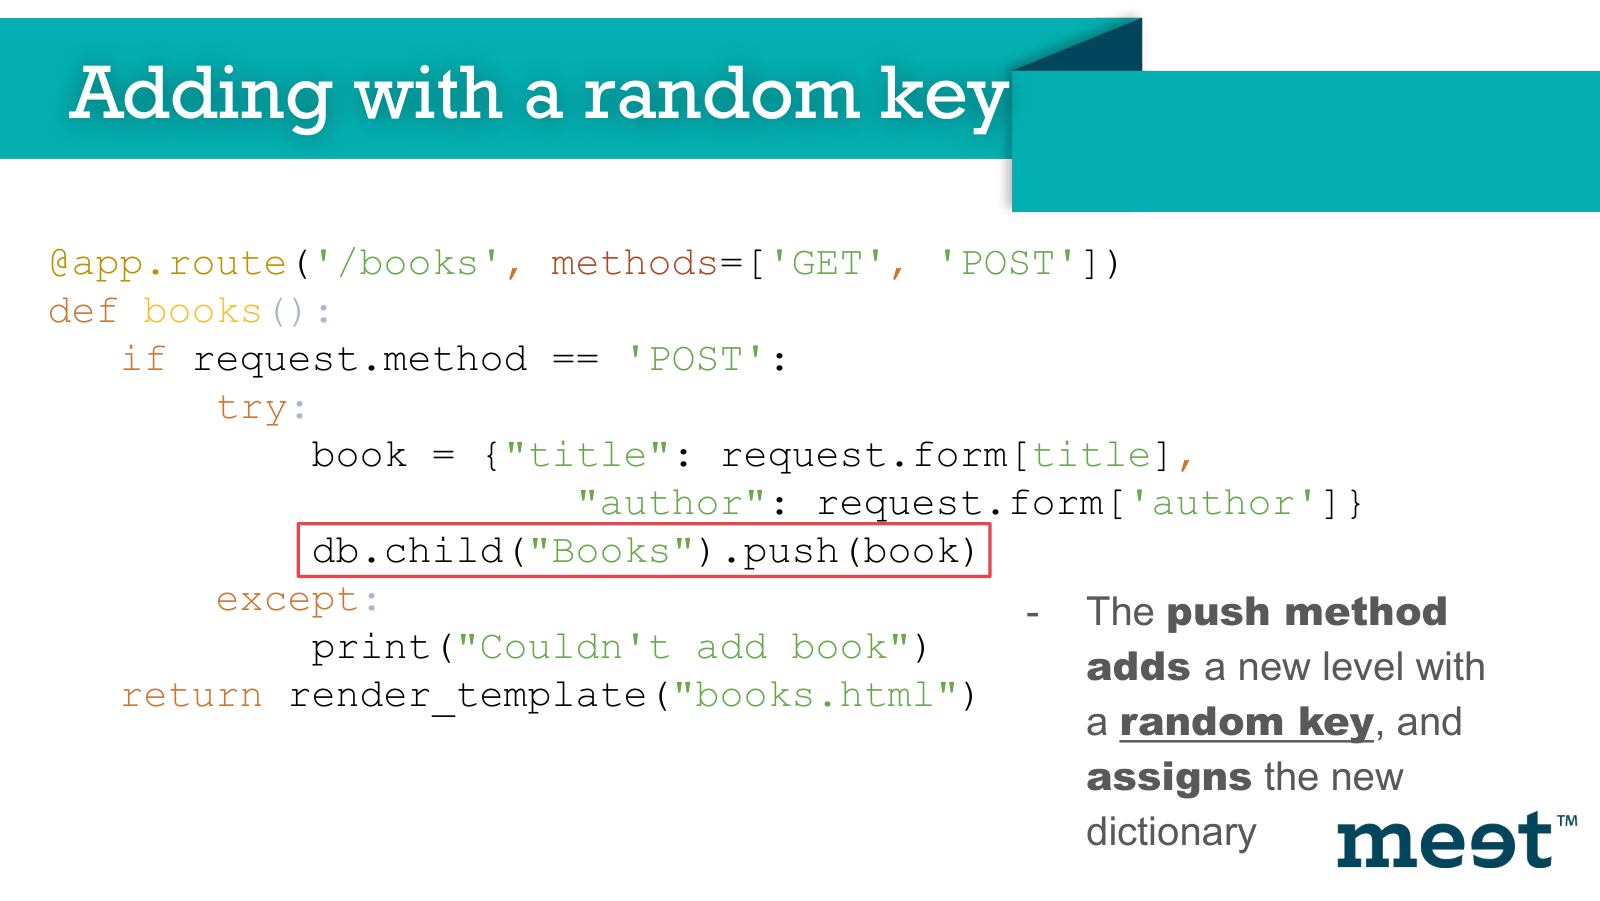 Adding with a random key
@app.route('/books', methods=['GET', 'POST'])
def books():
   if request.method == 'POST':
       try:
           book = {"title": request.form[title],
                      "author": request.form['author']}
           db.child("Books").push(book)
       except:
           print("Couldn't add book")
   return render_template("books.html")
- The push method
adds a new level with
a random key, and
assigns the new
dictionary
meet™